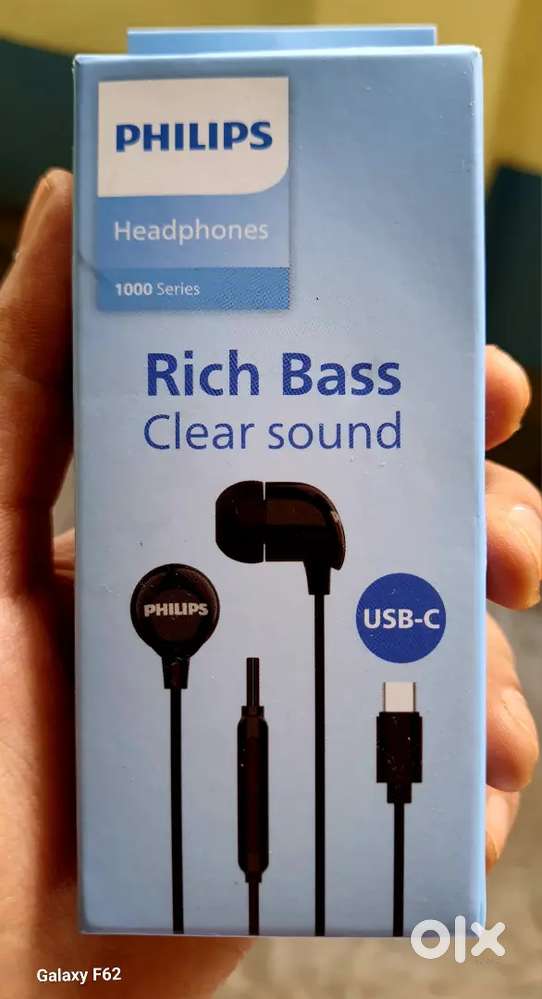 PHILIPS
Headphones
1000 Series
Rich Bass
Clear sound
PHILIPS
USB-C
olx
Galaxy F62